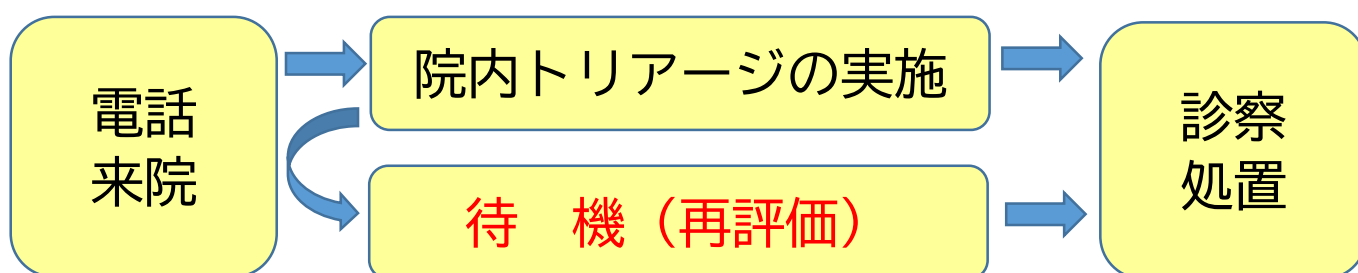 電話
来院
院内トリアージの実施
待　機（再評価）
診察
処置